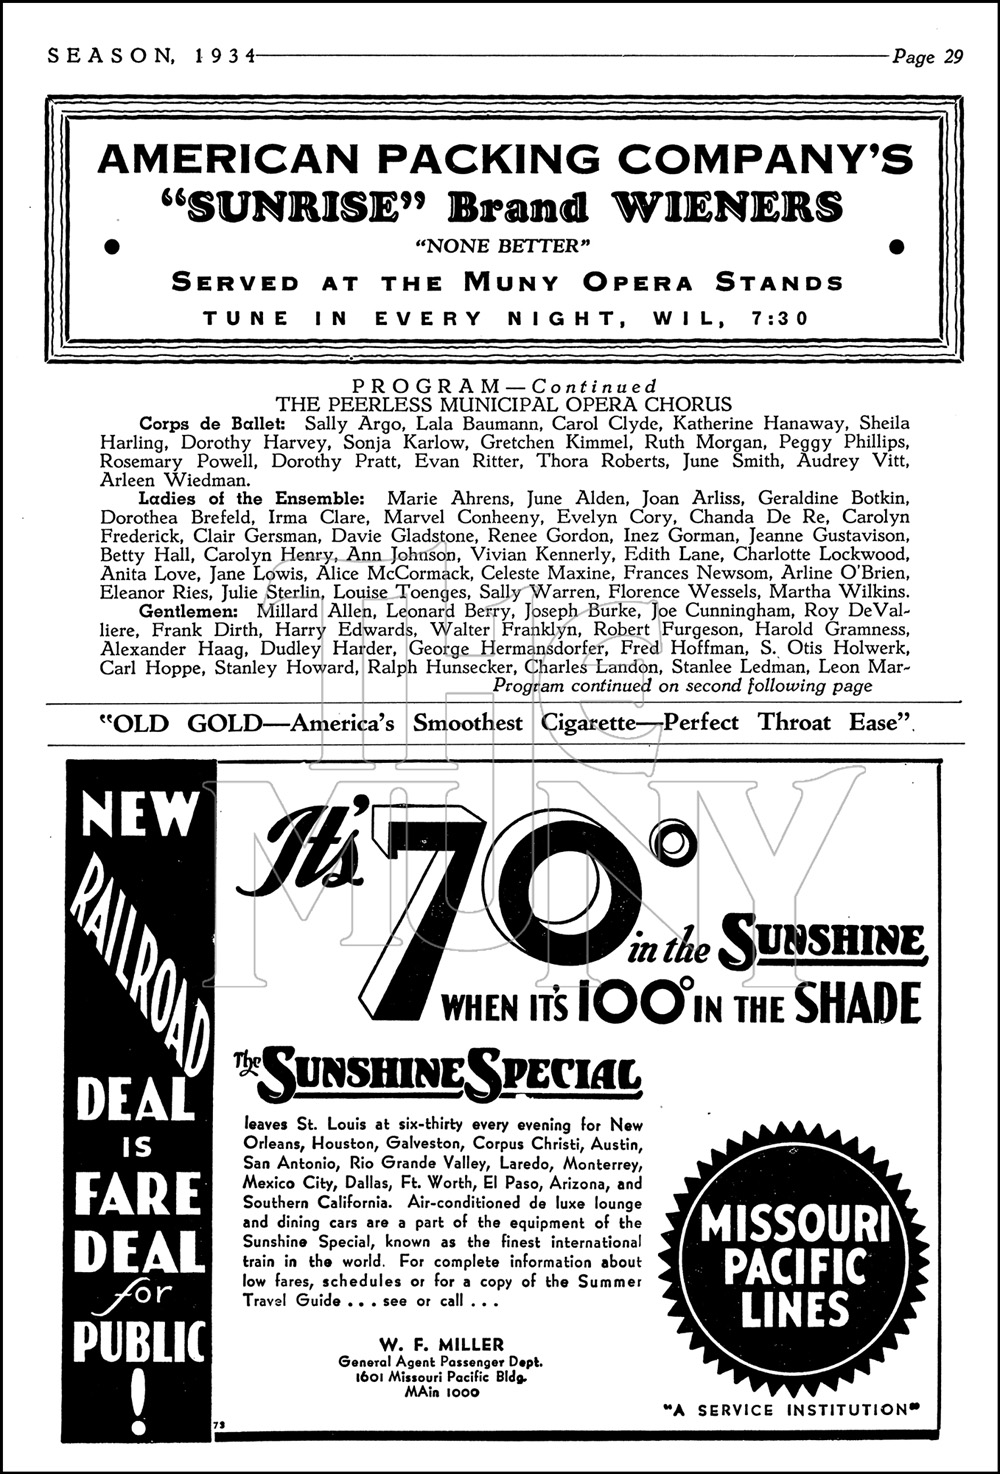 SEASON, 1934 Page 29
AMERICAN PACKING COMPANY'S
"SUNRISE" Brand WIENERS
"NONE BETTER"
SERVED AT THE MUNY OPERA STANDS
TUNE IN EVERY NIGHT, WIL, 7:30
PROGRAM—Continued
THE PEERLESS MUNICIPAL OPERA CHORUS
Corps de Ballet: Sally Argo, Lala Baumann, Carol Clyde, Katherine Hanaway, Sheila
Harling, Dorothy Harvey, Sonja Karlow, Gretchen Kimmel, Ruth Morgan, Peggy Phillips,
Rosemary Powell, Dorothy Pratt, Evan Ritter, Thora Roberts, June Smith, Audrey Vitt,
Arleen Wiedman.
Ladies of the Ensemble: Marie Ahrens, June Alden, Joan Arliss, Geraldine Botkin,
Dorothea Brefeld, Irma Clare, Marvel Conheeny, Evelyn Cory, Chanda De Re, Carolyn
Frederick, Clair Gersman, Davie Gladstone, Renee Gordon, Inez Gorman, Jeanne Gustavison,
Betty Hall, Carolyn Henry, Ann Johnson, Vivian Kennerly, Edith Lane, Charlotte Lockwood,
Anita Love, Jane Lowis, Alice McCormack, Celeste Maxine, Frances Newsom, Arline O'Brien,
Eleanor Ries, Julie Sterlin, Louise Toenges, Sally Warren, Florence Wessels, Martha Wilkins.
Gentlemen: Millard Allen, Leonard Berry, Joseph Burke, Joe Cunningham, Roy DeVal-
liere, Frank Dirth, Harry Edwards, Walter Franklyn, Robert Furgeson, Harold Gramness,
Alexander Haag, Dudley Harder, George Hermansdorfer, Fred Hoffman, S. Otis Holwerk,
Carl Hoppe, Stanley Howard, Ralph Hunsecker, Charles Landon, Stanlee Ledman, Leon Mar-
Program continued on second following page
"OLD GOLD—America's Smoothest Cigarette—Perfect Throat Ease".
THE
MUNY
NEW
RAILROAD
DEAL
IS
FARE
DEAL
for
PUBLIC
!
It's 70°
in the SUNSHINE
WHEN IT'S 100° IN THE SHADE
The SUNSHINE SPECIAL
leaves St. Louis at six-thirty every evening for New
Orleans, Houston, Galveston, Corpus Christi, Austin,
San Antonio, Rio Grande Valley, Laredo, Monterrey,
Mexico City, Dallas, Ft. Worth, El Paso, Arizona, and
Southern California. Air-conditioned de luxe lounge
and dining cars are a part of the equipment of the
Sunshine Special, known as the finest international
train in the world. For complete information about
low fares, schedules or for a copy of the Summer
Travel Guide . . . see or call . . .
W. F. MILLER
General Agent Passenger Dept.
1601 Missouri Pacific Bldg.
MAin 1000
73
MISSOURI
PACIFIC
LINES
"A SERVICE INSTITUTION"